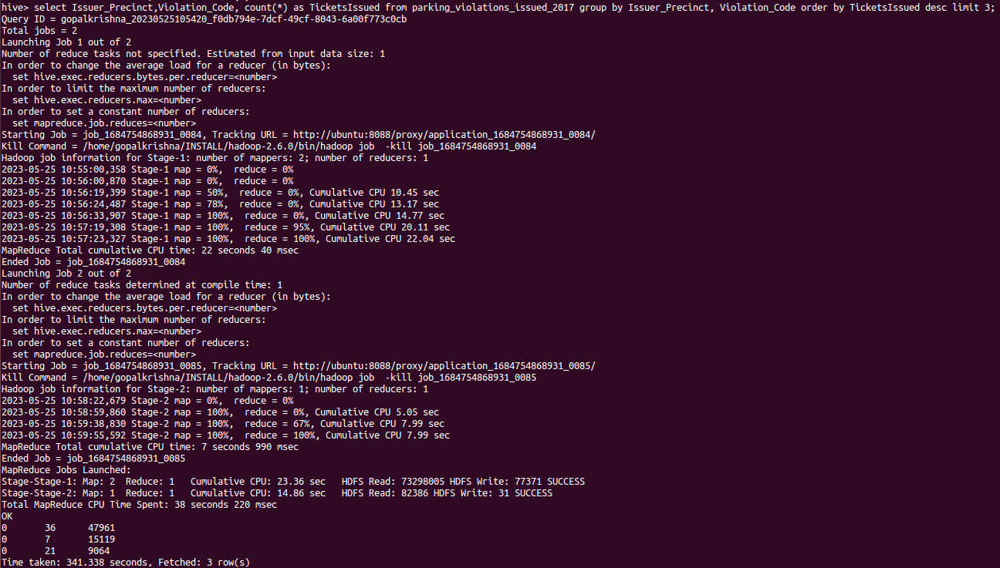 hive> select Issuer_Precinct,Violation_Code, count(*) as TicketsIssued from parking_violations_issued_2017 group by Issuer_Precinct, Violation_Code order by TicketsIssued desc limit 3;
Query ID = gopalkrishna_20230525105420_f0db794e-7dcf-49cf-8043-6a00f773c0cb
Total jobs = 2
Launching Job 1 out of 2
Number of reduce tasks not specified. Estimated from input data size: 1
In order to change the average load for a reducer (in bytes):
  set hive.exec.reducers.bytes.per.reducer=<number>
In order to limit the maximum number of reducers:
  set hive.exec.reducers.max=<number>
In order to set a constant number of reducers:
  set mapreduce.job.reduces=<number>
Starting Job = job_1684754868931_0084, Tracking URL = http://ubuntu:8088/proxy/application_1684754868931_0084/
Kill Command = /home/gopalkrishna/INSTALL/hadoop-2.6.0/bin/hadoop job  -kill job_1684754868931_0084
Hadoop job information for Stage-1: number of mappers: 2; number of reducers: 1
2023-05-25 10:55:00,358 Stage-1 map = 0%,  reduce = 0%
2023-05-25 10:56:00,870 Stage-1 map = 0%,  reduce = 0%
2023-05-25 10:56:19,399 Stage-1 map = 50%,  reduce = 0%, Cumulative CPU 10.45 sec
2023-05-25 10:56:24,487 Stage-1 map = 78%,  reduce = 0%, Cumulative CPU 13.17 sec
2023-05-25 10:56:33,907 Stage-1 map = 100%,  reduce = 0%, Cumulative CPU 14.77 sec
2023-05-25 10:57:19,308 Stage-1 map = 100%,  reduce = 95%, Cumulative CPU 20.11 sec
2023-05-25 10:57:23,327 Stage-1 map = 100%,  reduce = 100%, Cumulative CPU 22.04 sec
MapReduce Total cumulative CPU time: 22 seconds 40 msec
Ended Job = job_1684754868931_0084
Launching Job 2 out of 2
Number of reduce tasks determined at compile time: 1
In order to change the average load for a reducer (in bytes):
  set hive.exec.reducers.bytes.per.reducer=<number>
In order to limit the maximum number of reducers:
  set hive.exec.reducers.max=<number>
In order to set a constant number of reducers:
  set mapreduce.job.reduces=<number>
Starting Job = job_1684754868931_0085, Tracking URL = http://ubuntu:8088/proxy/application_1684754868931_0085/
Kill Command = /home/gopalkrishna/INSTALL/hadoop-2.6.0/bin/hadoop job  -kill job_1684754868931_0085
Hadoop job information for Stage-2: number of mappers: 1; number of reducers: 1
2023-05-25 10:58:22,679 Stage-2 map = 0%,  reduce = 0%
2023-05-25 10:58:59,860 Stage-2 map = 100%,  reduce = 0%, Cumulative CPU 5.05 sec
2023-05-25 10:59:38,830 Stage-2 map = 100%,  reduce = 67%, Cumulative CPU 7.99 sec
2023-05-25 10:59:55,592 Stage-2 map = 100%,  reduce = 100%, Cumulative CPU 7.99 sec
MapReduce Total cumulative CPU time: 7 seconds 990 msec
Ended Job = job_1684754868931_0085
MapReduce Jobs Launched:
Stage-Stage-1: Map: 2  Reduce: 1   Cumulative CPU: 23.36 sec   HDFS Read: 73298005 HDFS Write: 77371 SUCCESS
Stage-Stage-2: Map: 1  Reduce: 1   Cumulative CPU: 14.86 sec   HDFS Read: 82386 HDFS Write: 31 SUCCESS
Total MapReduce CPU Time Spent: 38 seconds 220 msec
OK
0	36	47961
0	7	15119
0	21	9064
Time taken: 341.338 seconds, Fetched: 3 row(s)